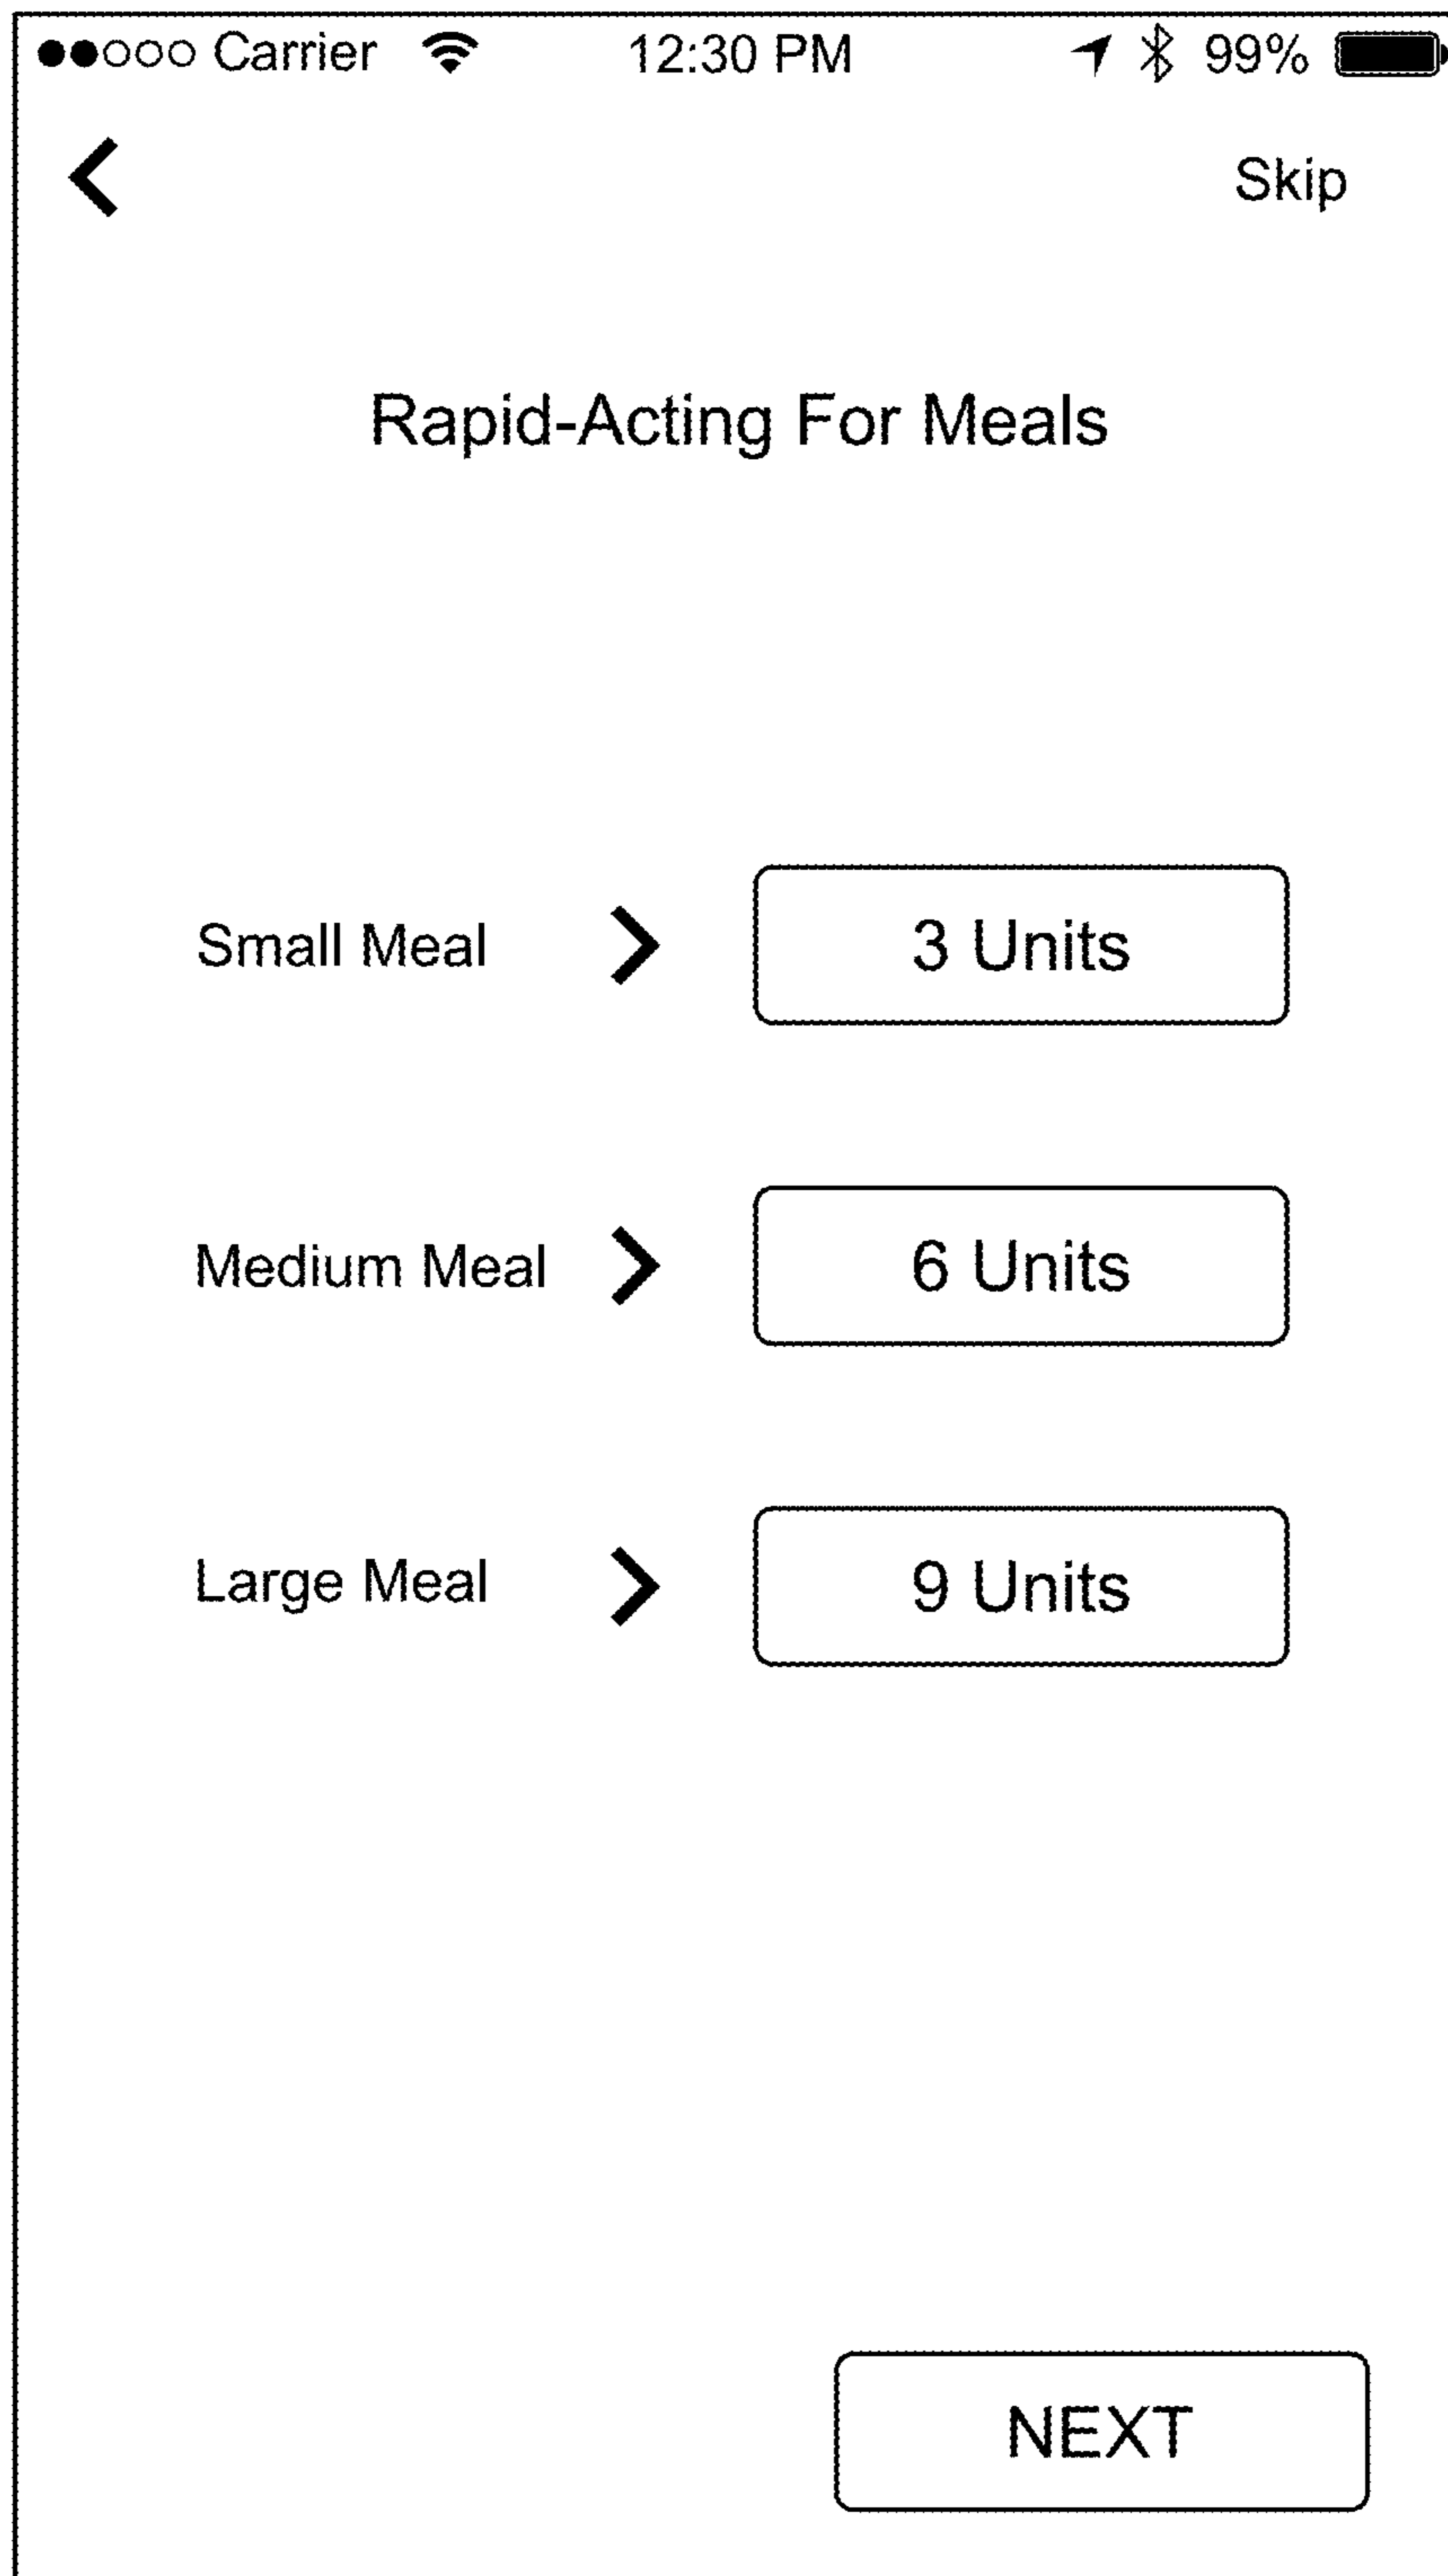 Carrier 12:30 PM 99%
Skip
Rapid-Acting For Meals
Small Meal 3 Units
Medium Meal 6 Units
Large Meal 9 Units
NEXT